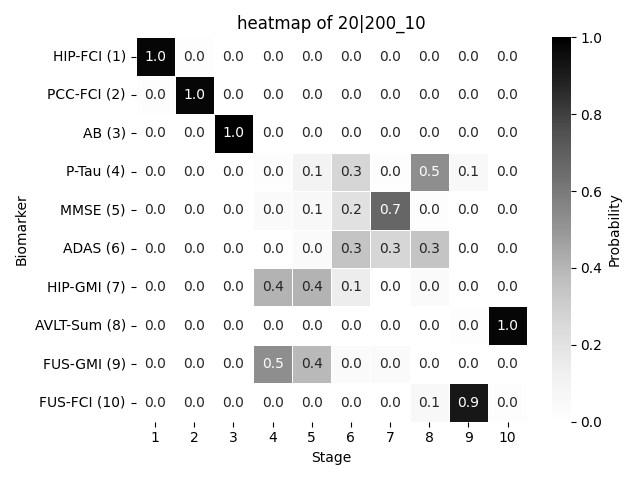 heatmap of 20|200_10
HIP-FCI (1) 1.0 0.0 0.0 0.0 0.0 0.0 0.0 0.0 0.0 0.0
PCC-FCI (2) 0.0 1.0 0.0 0.0 0.0 0.0 0.0 0.0 0.0 0.0
AB (3) 0.0 0.0 1.0 0.0 0.0 0.0 0.0 0.0 0.0 0.0
P-Tau (4) 0.0 0.0 0.0 0.0 0.1 0.3 0.0 0.5 0.1 0.0
MMSE (5) 0.0 0.0 0.0 0.0 0.1 0.2 0.7 0.0 0.0 0.0
ADAS (6) 0.0 0.0 0.0 0.0 0.0 0.3 0.3 0.3 0.0 0.0
HIP-GMI (7) 0.0 0.0 0.0 0.4 0.4 0.1 0.0 0.0 0.0 0.0
AVLT-Sum (8) 0.0 0.0 0.0 0.0 0.0 0.0 0.0 0.0 0.0 1.0
FUS-GMI (9) 0.0 0.0 0.0 0.5 0.4 0.0 0.0 0.0 0.0 0.0
FUS-FCI (10) 0.0 0.0 0.0 0.0 0.0 0.0 0.0 0.1 0.9 0.0
1 2 3 4 5 6 7 8 9 10
Stage
Biomarker
1.0
0.8
0.6
0.4
0.2
0.0
Probability